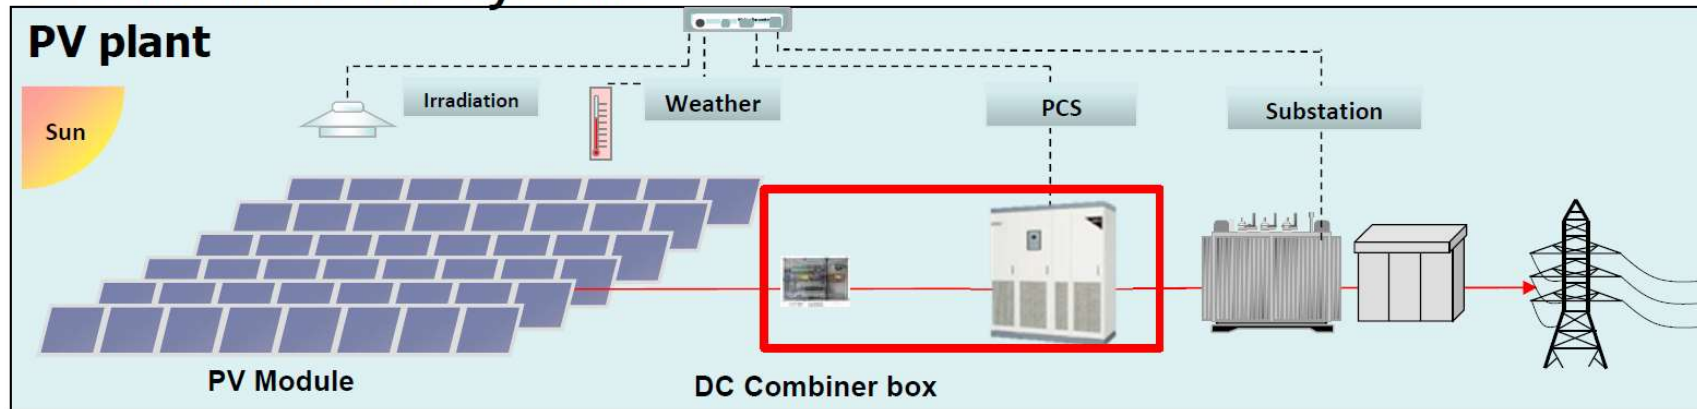 PV plant
Sun
Irradiation
Weather
PCS
Substation
PV Module
DC Combiner box